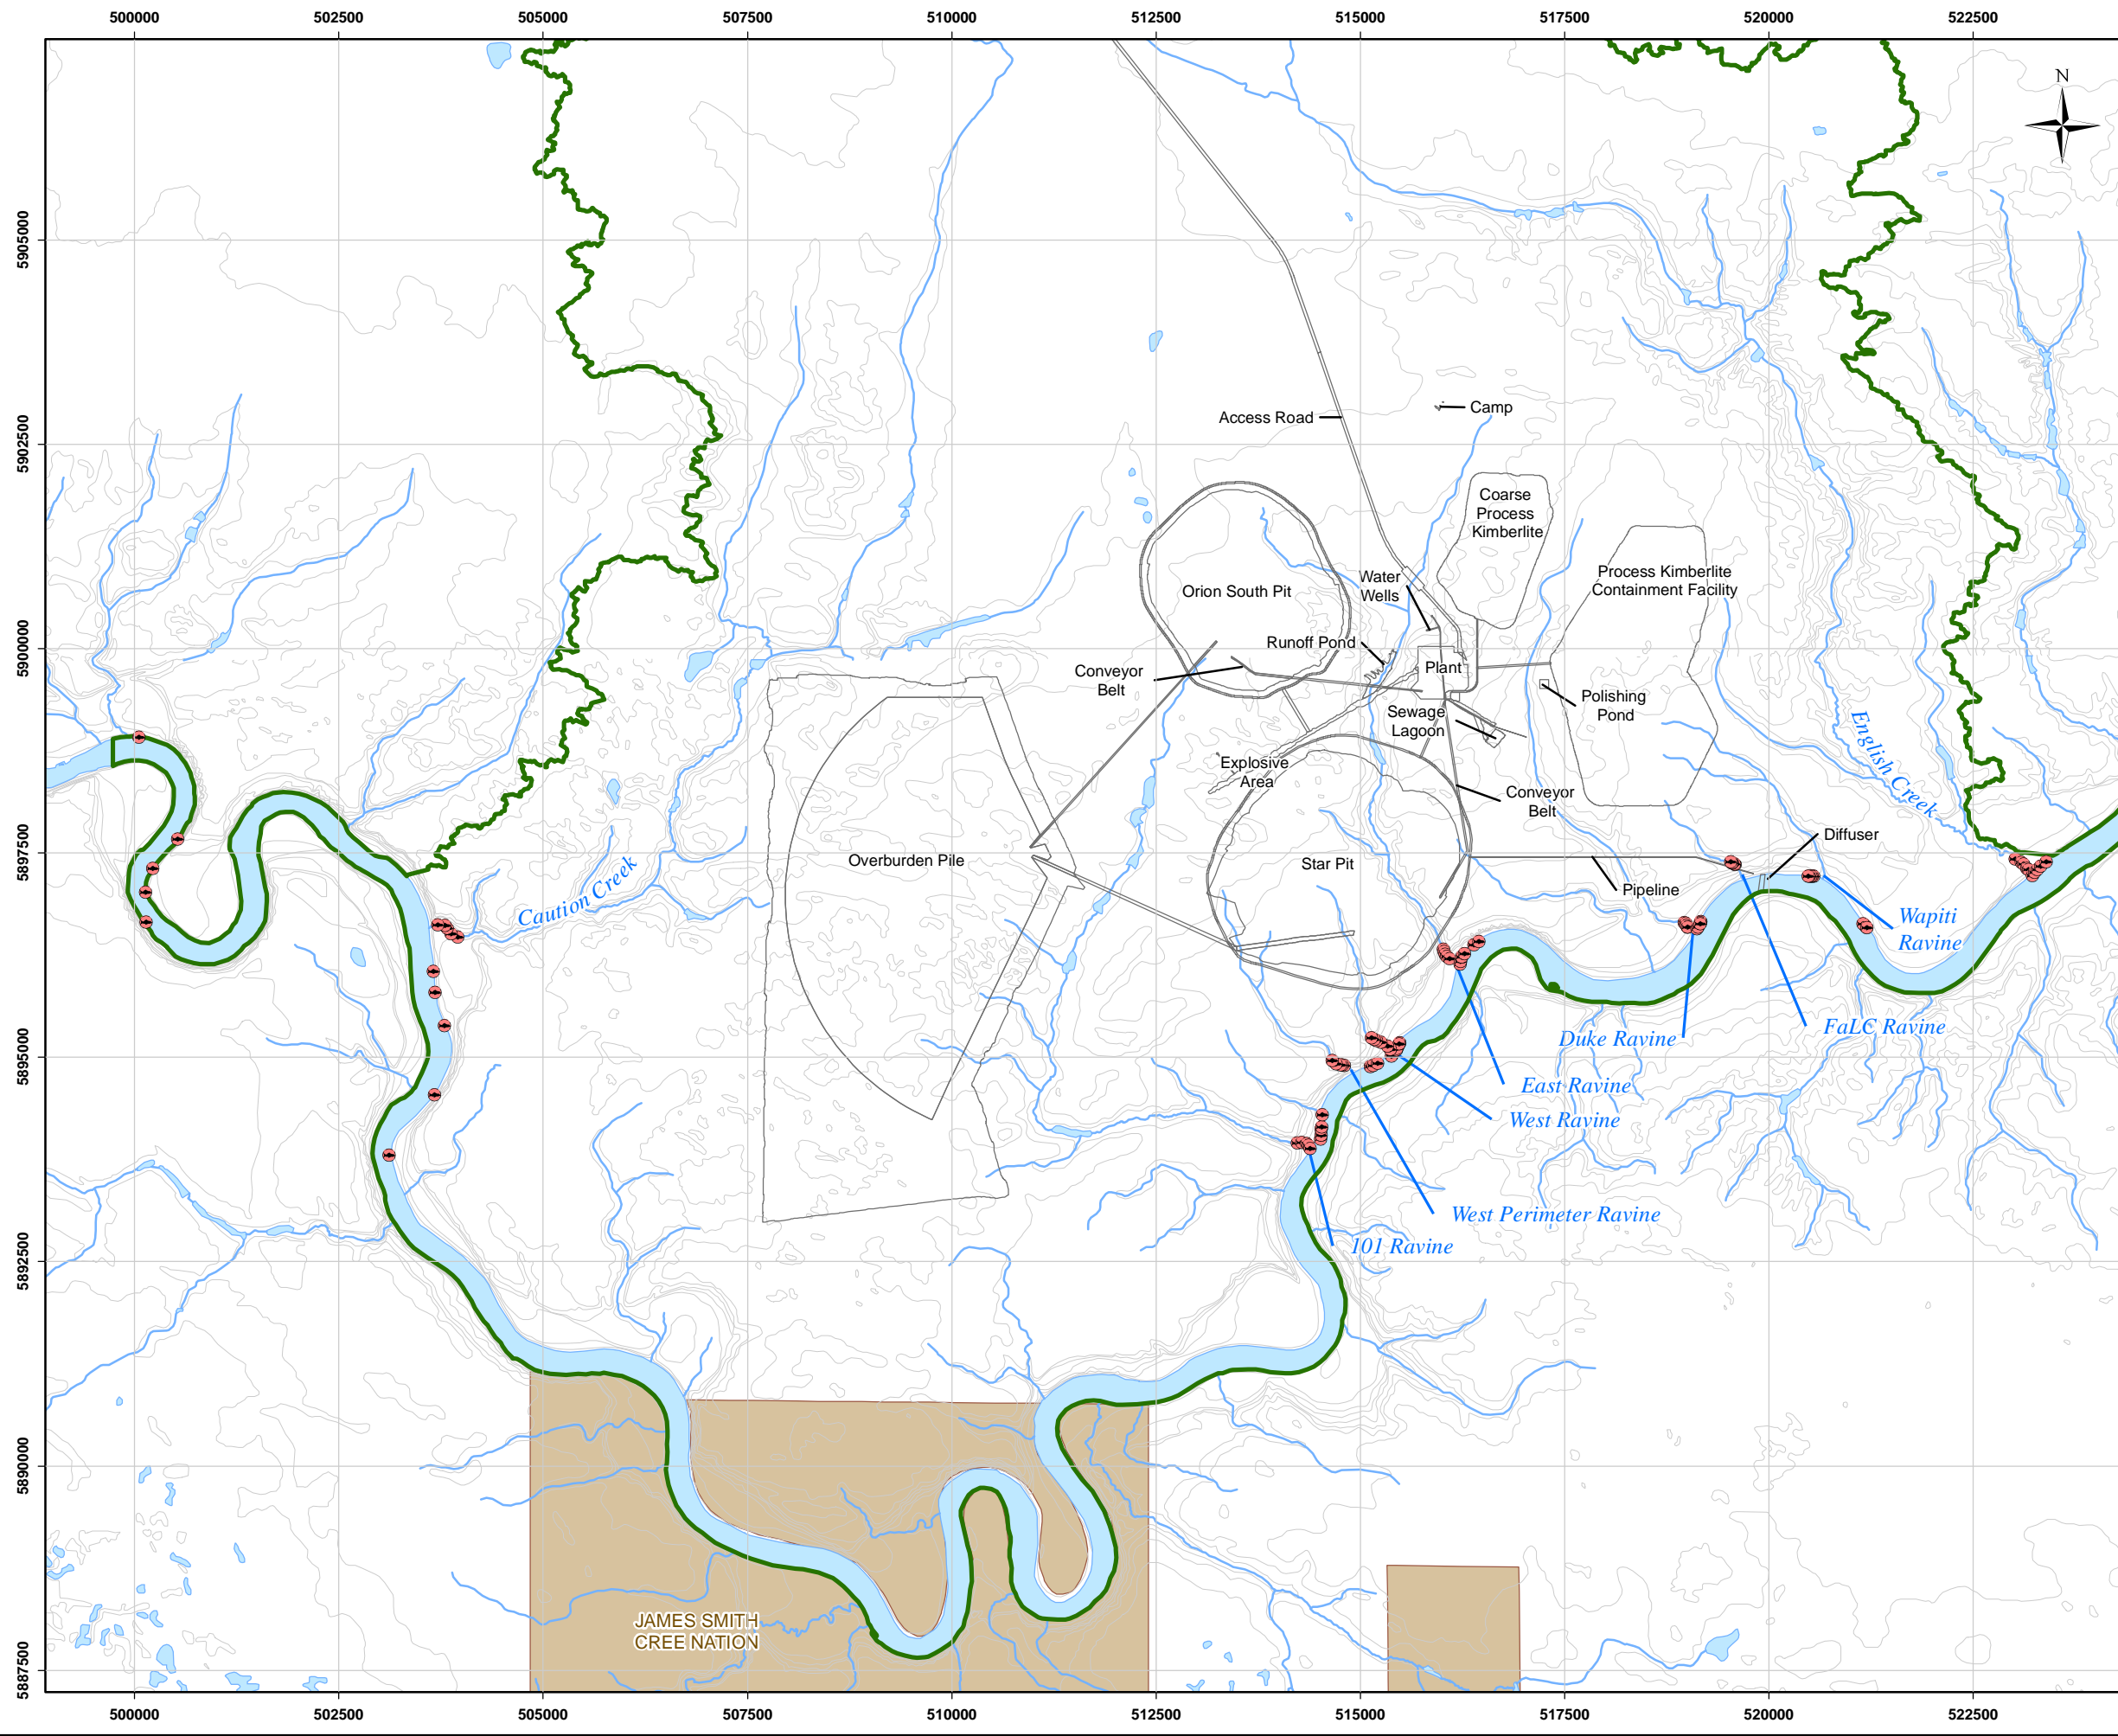 500000 502500 505000 507500 510000 512500 515000 517500 520000 522500
N
5905000
Camp
Access Road
5902500
Coarse
Process
Kimberlite
Process Kimberlite
Containment Facility
Water
Wells
Orion South Pit
Runoff Pond
5900000
Plant
Conveyor
Belt
Polishing
Pond
Sewage
Lagoon
English Creek
Explosive
Area
Conveyor
Belt
Diffuser
5897500
Overburden Pile
Star Pit
Caution Creek
Pipeline
Wapiti
Ravine
FaLC Ravine
Duke Ravine
5895000
East Ravine
West Ravine
West Perimeter Ravine
101 Ravine
5892500
5890000
JAMES SMITH
CREE NATION
5887500
500000 502500 505000 507500 510000 512500 515000 517500 520000 522500